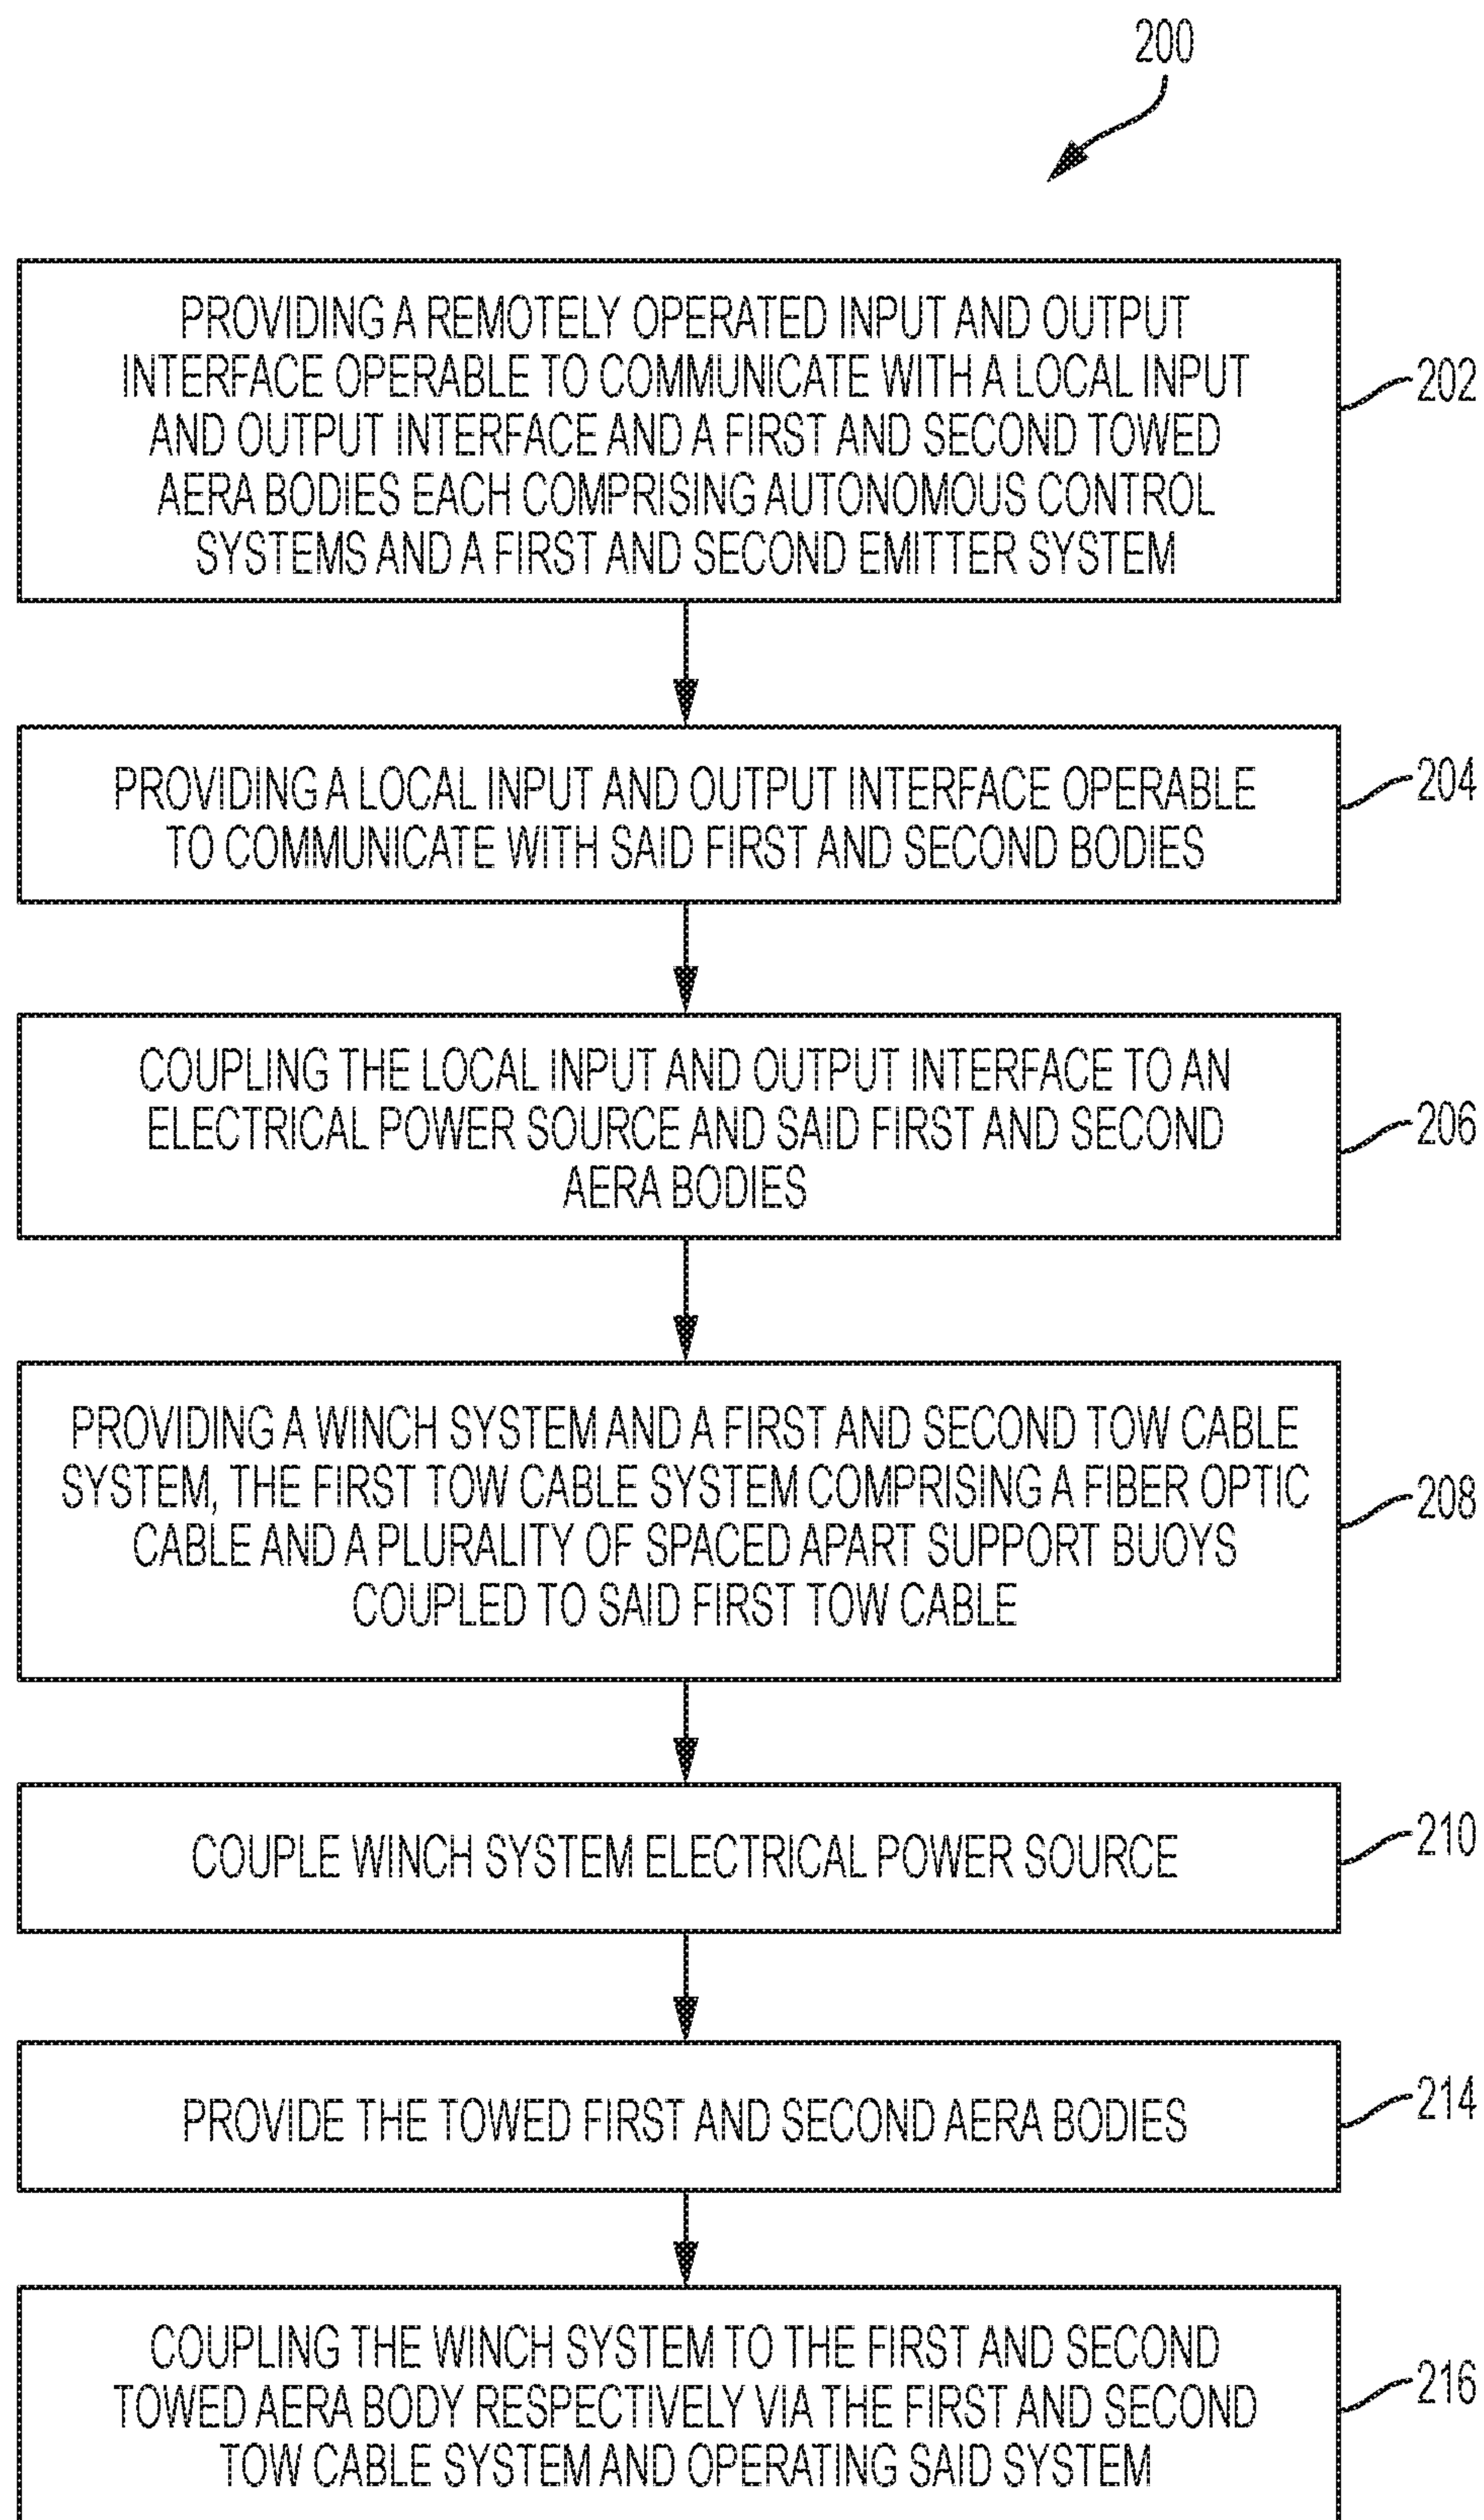 200
PROVIDING A REMOTELY OPERATED INPUT AND OUTPUT
INTERFACE OPERABLE TO COMMUNICATE WITH A LOCAL INPUT
AND OUTPUT INTERFACE AND A FIRST AND SECOND TOWED
AERA BODIES EACH COMPRISING AUTONOMOUS CONTROL
SYSTEMS AND A FIRST AND SECOND EMITTER SYSTEM
202
PROVIDING A LOCAL INPUT AND OUTPUT INTERFACE OPERABLE
TO COMMUNICATE WITH SAID FIRST AND SECOND BODIES
204
COUPLING THE LOCAL INPUT AND OUTPUT INTERFACE TO AN
ELECTRICAL POWER SOURCE AND SAID FIRST AND SECOND
AERA BODIES
206
PROVIDING A WINCH SYSTEM AND A FIRST AND SECOND TOW CABLE
SYSTEM, THE FIRST TOW CABLE SYSTEM COMPRISING A FIBER OPTIC
CABLE AND A PLURALITY OF SPACED APART SUPPORT BUOYS
COUPLED TO SAID FIRST TOW CABLE
208
COUPLE WINCH SYSTEM ELECTRICAL POWER SOURCE
210
PROVIDE THE TOWED FIRST AND SECOND AERA BODIES
214
COUPLING THE WINCH SYSTEM TO THE FIRST AND SECOND
TOWED AERA BODY RESPECTIVELY VIA THE FIRST AND SECOND
TOW CABLE SYSTEM AND OPERATING SAID SYSTEM
216